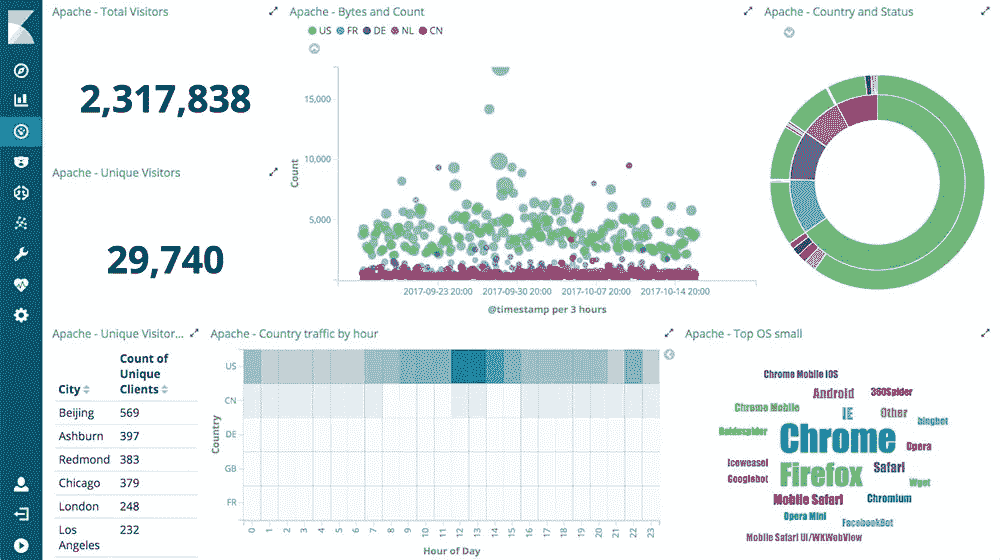 Apache - Total Visitors
2,317,838
Apache - Unique Visitors
29,740
Apache - Bytes and Count
US FR DE NL CN
15,000
10,000
5,000
Count
2017-09-23 20:00 2017-09-30 20:00 2017-10-07 20:00 2017-10-14 20:00
@timestamp per 3 hours
Apache - Country and Status
Apache - Unique Visitor...
City
Count of
Unique
Clients
Beijing 569
Ashburn 397
Redmond 383
Chicago 379
London 248
Los
Angeles
232
Apache - Country traffic by hour
US
CN
DE
GB
FR
Country
0 1 2 3 4 5 6 7 8 9 10 11 12 13 14 15 16 17 18 19 20 21 22 23
Hour of Day
Apache - Top OS small
Chrome Mobile iOS
Android 360Spider
Chrome Mobile IE Other bingbot
Baiduspider Chrome Opera
Iceweasel Firefox Safari
Googlebot Wget
Mobile Safari Chromium
Opera Mini FacebookBot
Mobile Safari UI/WKWebView